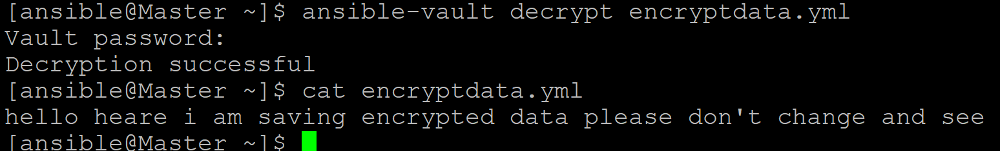 [ansible@Master ~]$ ansible-vault decrypt encryptdata.yml
Vault password:
Decryption successful
[ansible@Master ~]$ cat encryptdata.yml
hello heare i am saving encrypted data please don't change and see
[ansible@Master ~]$